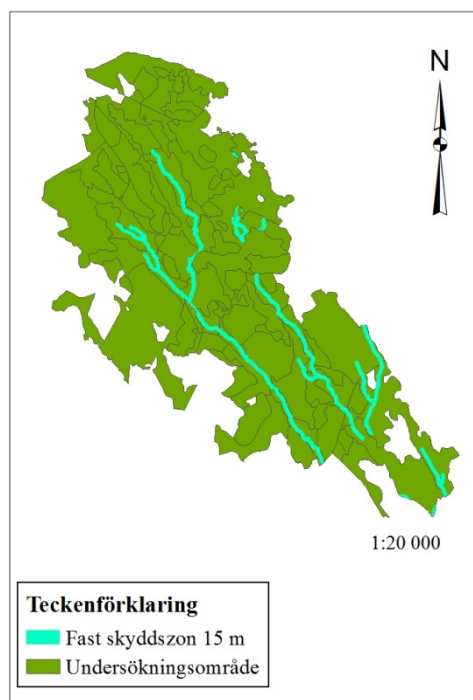 N
1:20 000
Teckenförklaring
Fast skyddszon 15 m
Undersökningsområde